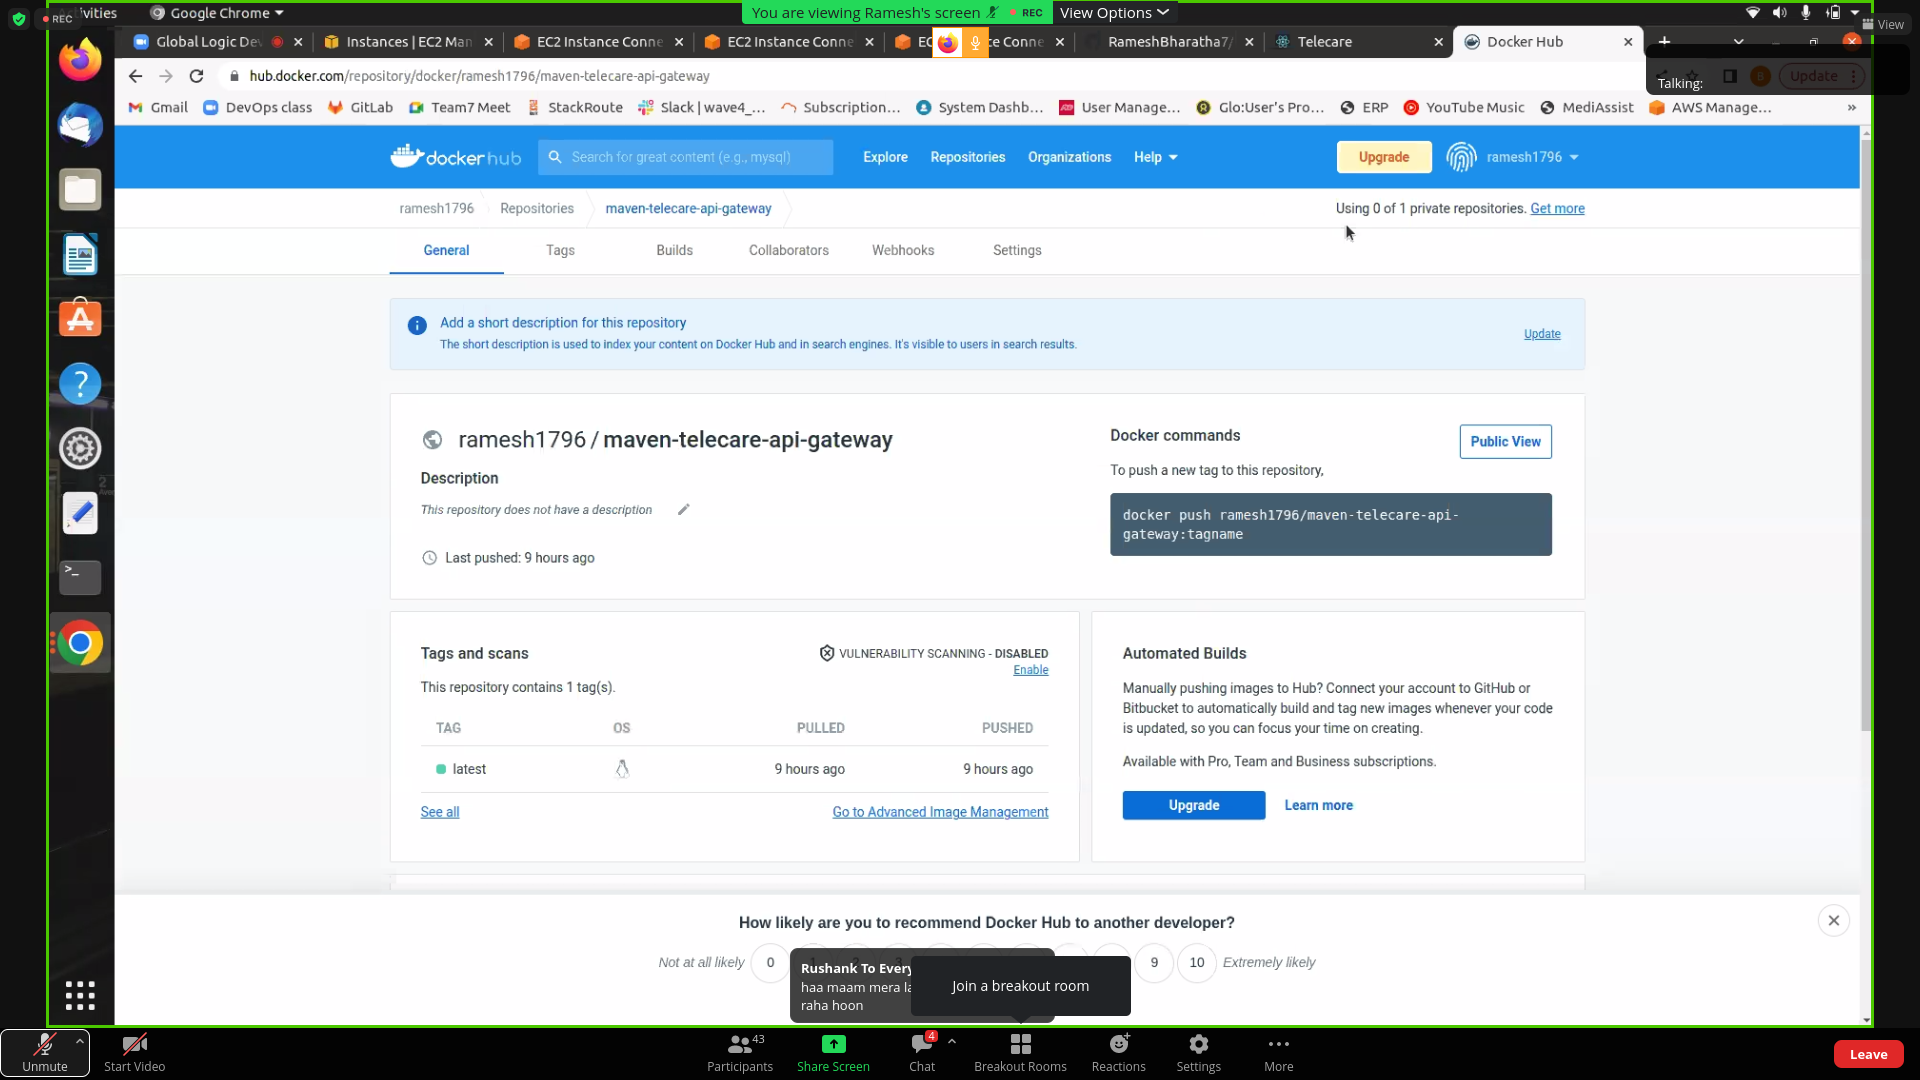 REC
ivities
Google Chrome
You are viewing Ramesh's screen
REC
View Options
View
Global Logic De
Instances | EC2 Man
EC2 Instance Conne
EC2 Instance Conne
EC
ce Conne
RameshBharatha7/
Telecare
Docker Hub
Talking:
hub.docker.com/repository/docker/ramesh1796/maven-telecare-api-gateway
B
Update
Gmail
DevOps class
GitLab
Team7 Meet
StackRoute
Slack | wave4_...
Subscription...
System Dashb...
User Manage...
Glo:User's Pro...
ERP
YouTube Music
MediAssist
AWS Manage...
»
docker hub
Search for great content (e.g., mysql)
Explore
Repositories
Organizations
Help
Upgrade
ramesh1796
ramesh1796
Repositories
maven-telecare-api-gateway
Using 0 of 1 private repositories. Get more
General
Tags
Builds
Collaborators
Webhooks
Settings
Add a short description for this repository
The short description is used to index your content on Docker Hub and in search engines. It's visible to users in search results.
Update
ramesh1796 / maven-telecare-api-gateway
Description
This repository does not have a description
Last pushed: 9 hours ago
Docker commands
Public View
To push a new tag to this repository,
docker push ramesh1796/maven-telecare-api-
gateway:tagname
Tags and scans
VULNERABILITY SCANNING - DISABLED
Enable
This repository contains 1 tag(s).
TAG
OS
PULLED
PUSHED
latest
9 hours ago
9 hours ago
See all
Go to Advanced Image Management
Automated Builds
Manually pushing images to Hub? Connect your account to GitHub or
Bitbucket to automatically build and tag new images whenever your code
is updated, so you can focus your time on creating.
Available with Pro, Team and Business subscriptions.
Upgrade
Learn more
How likely are you to recommend Docker Hub to another developer?
Not at all likely
0
9
10
Extremely likely
Rushank To Every
haa maam mera la
raha hoon
Join a breakout room
Unmute
Start Video
Participants
43
Share Screen
Chat
4
Breakout Rooms
Reactions
Settings
More
Leave